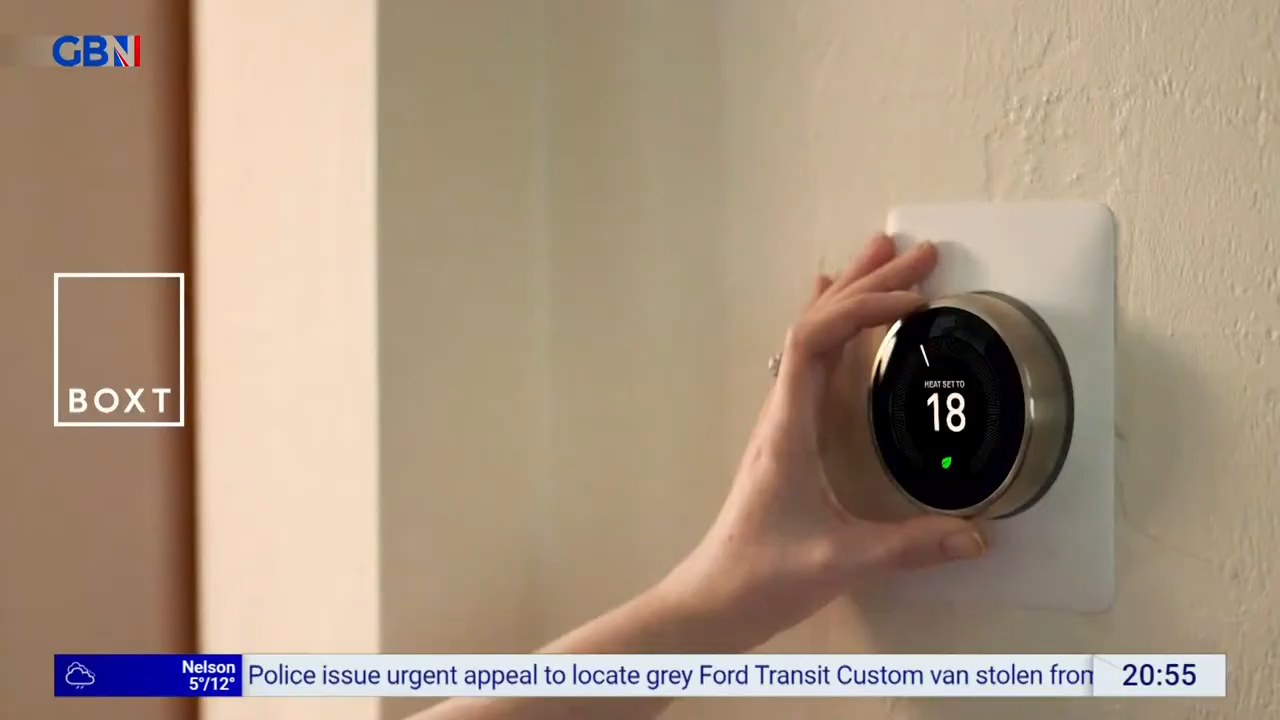 GBN
BOXT
HEAT SET TO
18
Nelson
5°/12°
Police issue urgent appeal to locate grey Ford Transit Custom van stolen from
20:55